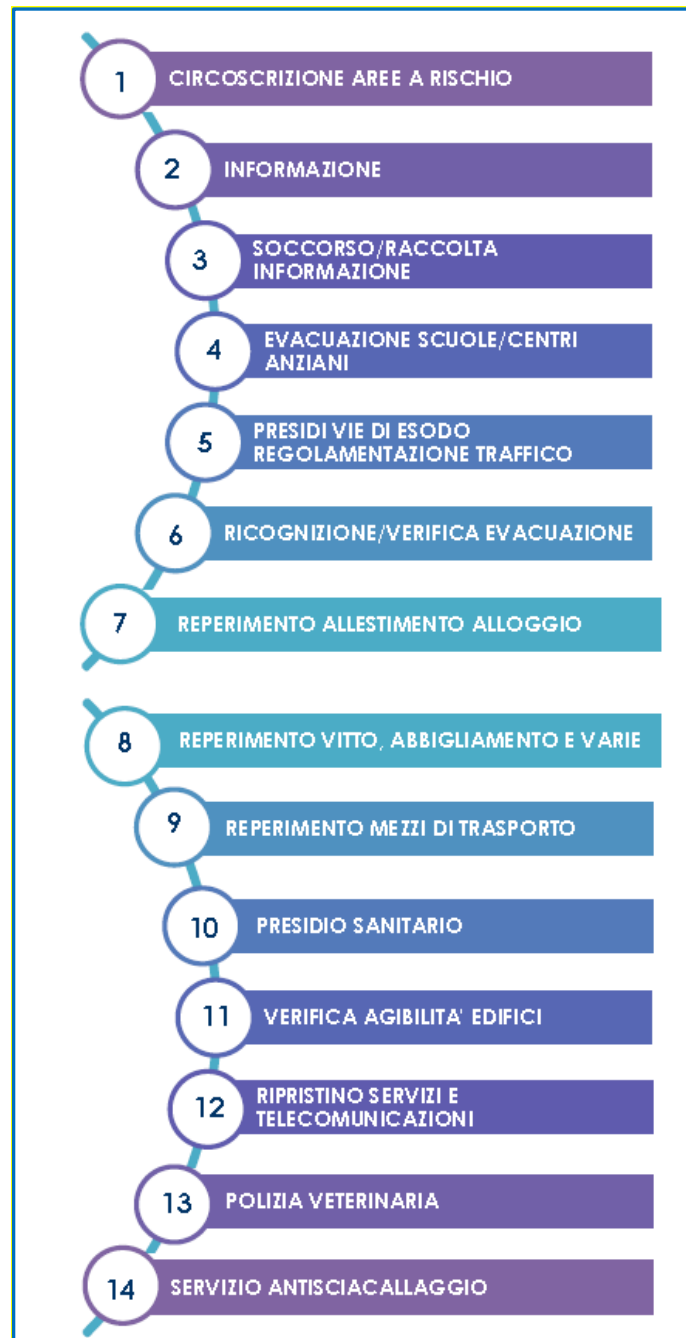 1
CIRCOSCRIZIONE AREE A RISCHIO
2
INFORMAZIONE
3
SOCCORSO/RACCOLTA
INFORMAZIONE
4
EVACUAZIONE SCUOLE/CENTRI
ANZIANI
5
PRESIDI VIE DI ESODO
REGOLAMENTAZIONE TRAFFICO
6
RICOGNIZIONE/VERIFICA EVACUAZIONE
7
REPERIMENTO ALLESTIMENTO ALLOGGIO
8
REPERIMENTO VITTO, ABBIGLIAMENTO E VARIE
9
REPERIMENTO MEZZI DI TRASPORTO
10
PRESIDIO SANITARIO
11
VERIFICA AGIBILITA' EDIFICI
12
RIPRISTINO SERVIZI E
TELECOMUNICAZIONI
13
POLIZIA VETERINARIA
14
SERVIZIO ANTISCIACALLAGGIO